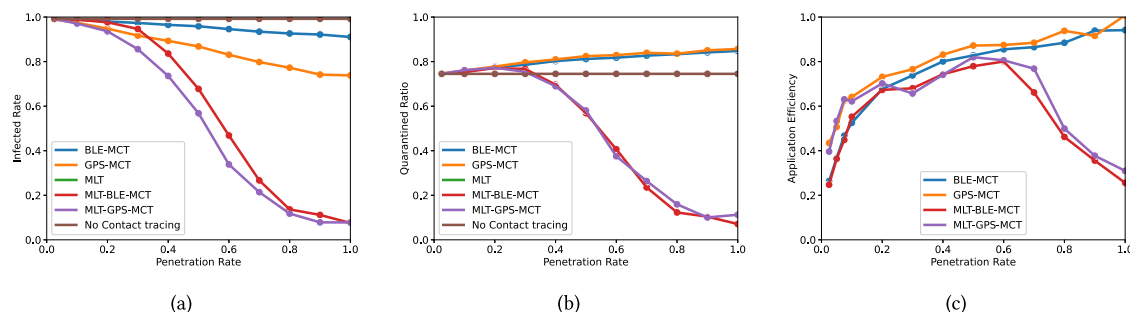 Infected Rate
1.0
0.8
0.6
0.4
0.2
0.0
BLE-MCT
GPS-MCT
MLT
MLT-BLE-MCT
MLT-GPS-MCT
No Contact tracing
0.0 0.2 0.4 0.6 0.8 1.0
Penetration Rate
(a)
Quarantined Ratio
1.0
0.8
0.6
0.4
0.2
0.0
BLE-MCT
GPS-MCT
MLT
MLT-BLE-MCT
MLT-GPS-MCT
No Contact tracing
0.0 0.2 0.4 0.6 0.8 1.0
Penetration Rate
(b)
Application Efficiency
1.0
0.8
0.6
0.4
0.2
0.0
BLE-MCT
GPS-MCT
MLT-BLE-MCT
MLT-GPS-MCT
0.0 0.2 0.4 0.6 0.8 1.0
Penetration Rate
(c)